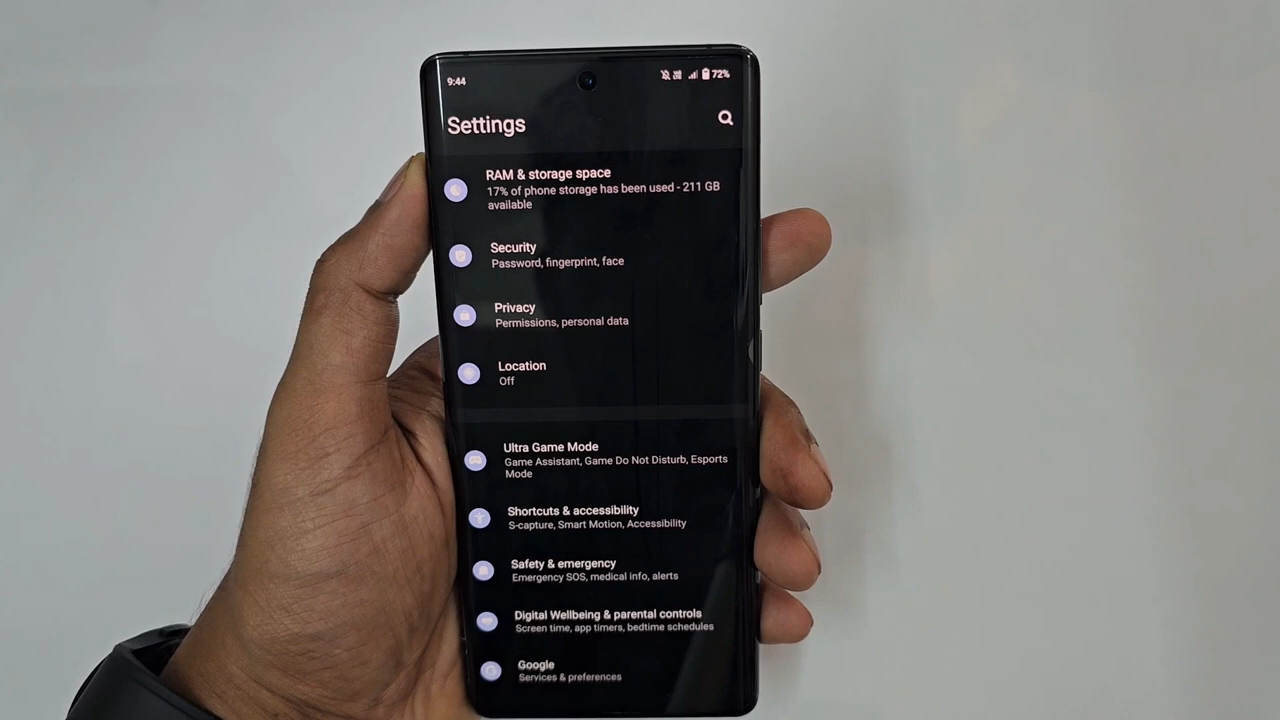 9:44
72%
Settings
RAM & storage space
17% of phone storage has been used - 211 GB
available
Security
Password, fingerprint, face
Privacy
Permissions, personal data
Location
Off
Ultra Game Mode
Game Assistant, Game Do Not Disturb, Esports
Mode
Shortcuts & accessibility
S-capture, Smart Motion, Accessibility
Safety & emergency
Emergency SOS, medical info, alerts
Digital Wellbeing & parental controls
Screen time, app timers, bedtime schedules
Google
Services & preferences